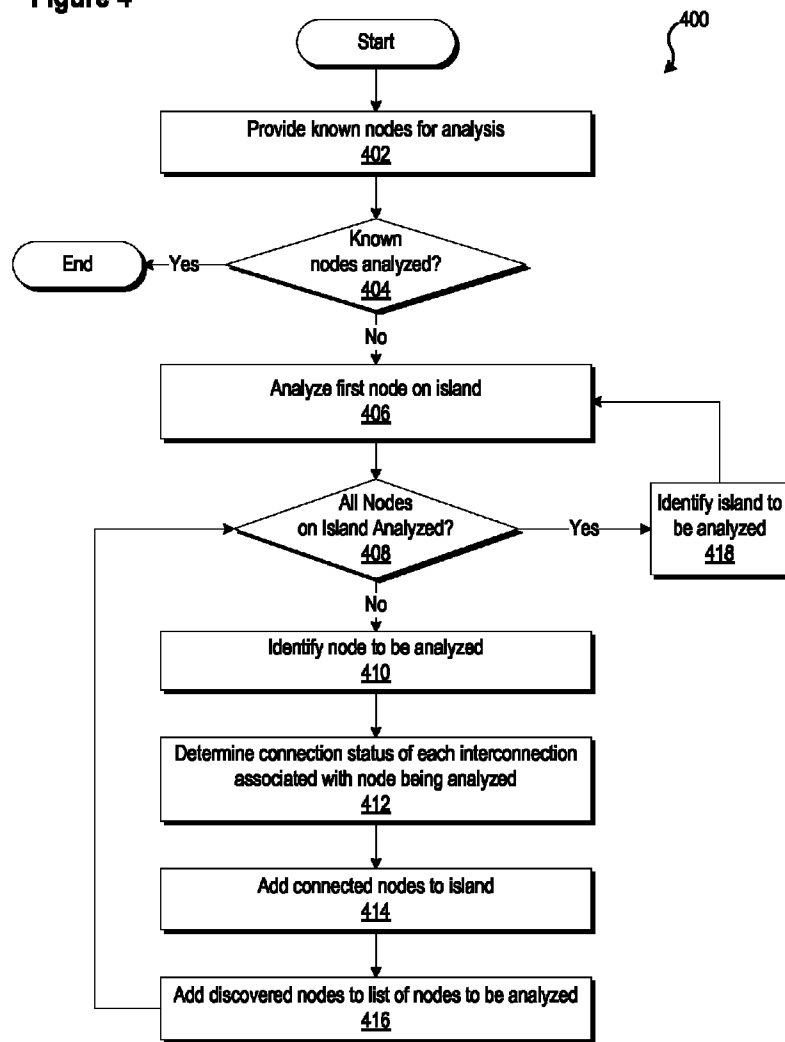 Figure 4
400
Start
Provide known nodes for analysis
402
Known
nodes analyzed?
404
Yes
End
No
Analyze first node on island
406
All Nodes
on Island Analyzed?
408
Yes
Identify island to
be analyzed
418
No
Identify node to be analyzed
410
Determine connection status of each interconnection
associated with node being analyzed
412
Add connected nodes to island
414
Add discovered nodes to list of nodes to be analyzed
416